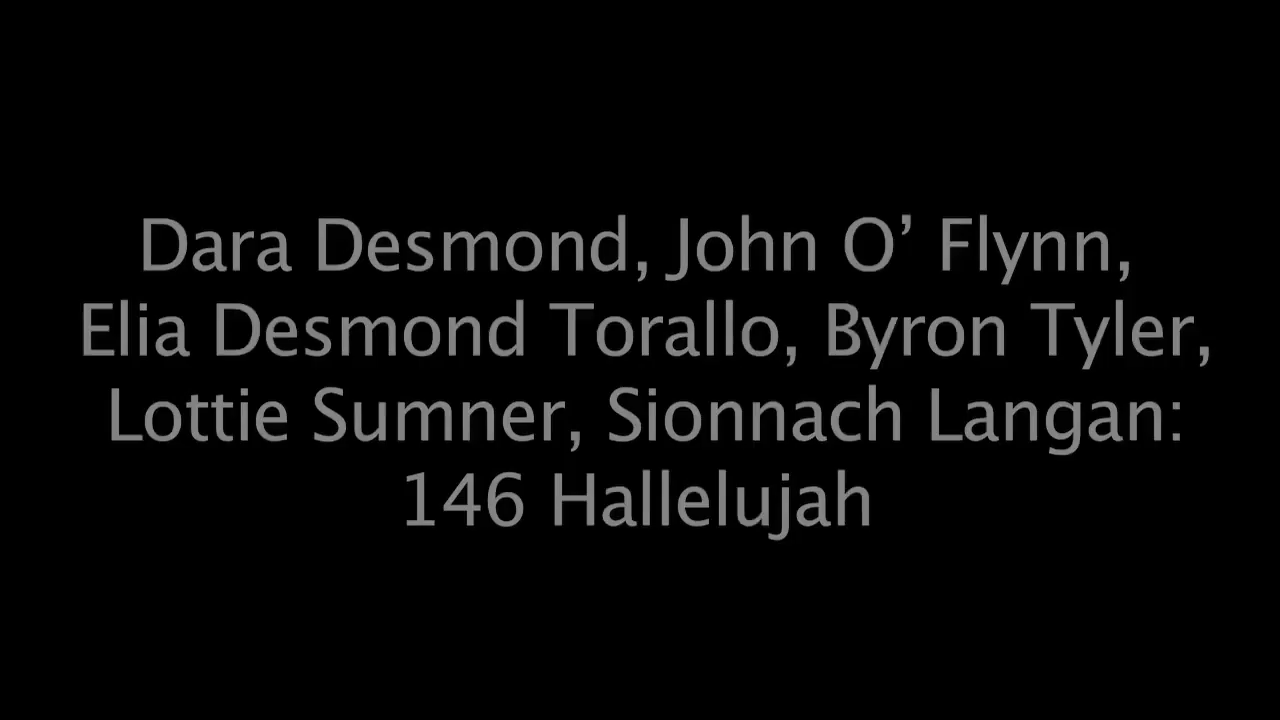 Dara Desmond, John O’ Flynn,
Elia Desmond Torallo, Byron Tyler,
Lottie Sumner, Sionnach Langan:
146 Hallelujah